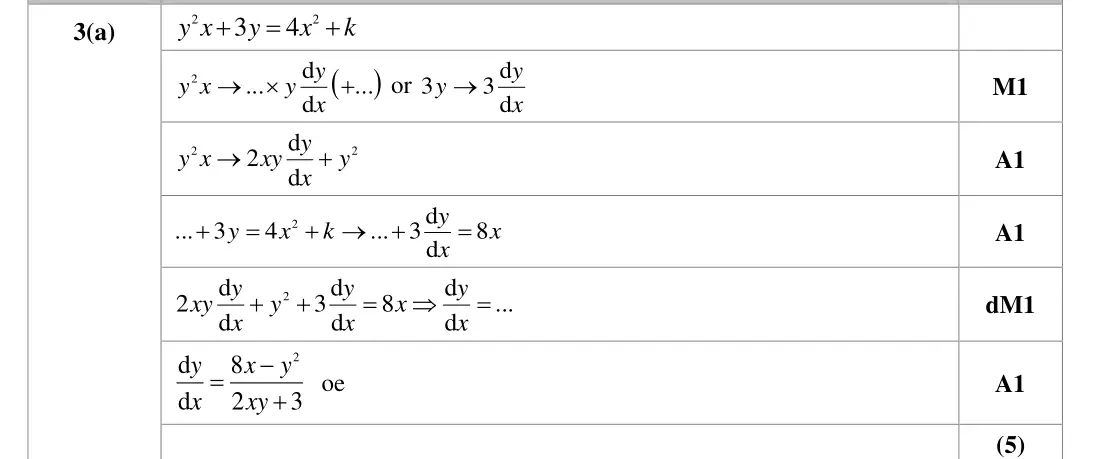 3(a)
y²x + 3y = 4x² + k
y²x → ...× y dy/dx (+...) or 3y → 3 dy/dx
M1
y²x → 2xy dy/dx + y²
A1
... + 3y = 4x² + k → ... + 3 dy/dx = 8x
A1
2xy dy/dx + y² + 3 dy/dx = 8x ⇒ dy/dx = ...
dM1
dy/dx = (8x − y²)/(2xy + 3) oe
A1
(5)